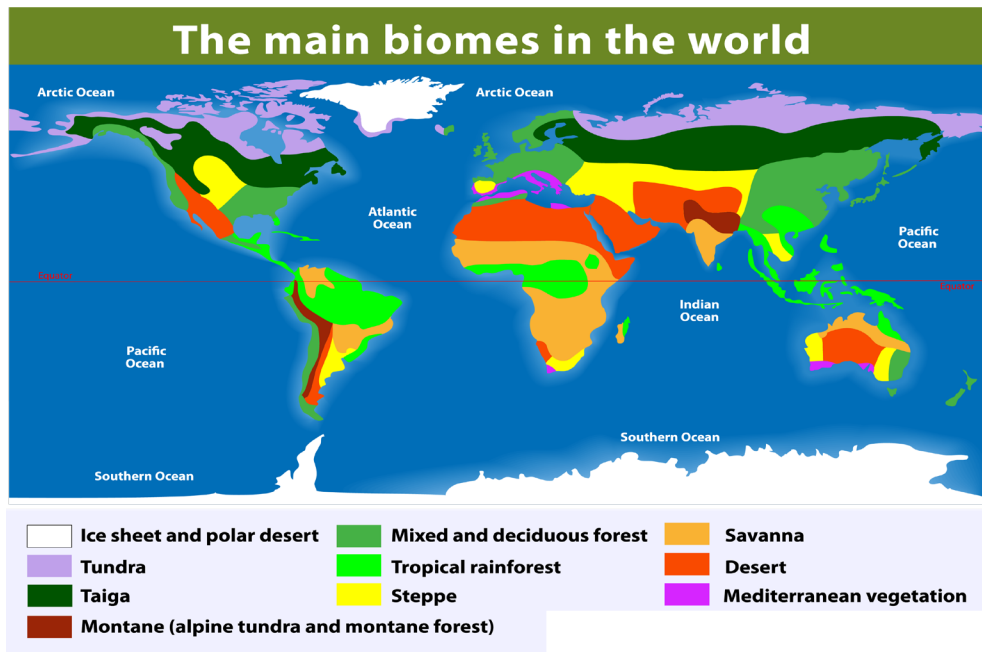 The main biomes in the world
Arctic Ocean
Arctic Ocean
Atlantic
Ocean
Pacific
Ocean
Equator
Equator
Indian
Ocean
Pacific
Ocean
Southern Ocean
Southern Ocean
Ice sheet and polar desert
Mixed and deciduous forest
Savanna
Tundra
Tropical rainforest
Desert
Taiga
Steppe
Mediterranean vegetation
Montane (alpine tundra and montane forest)